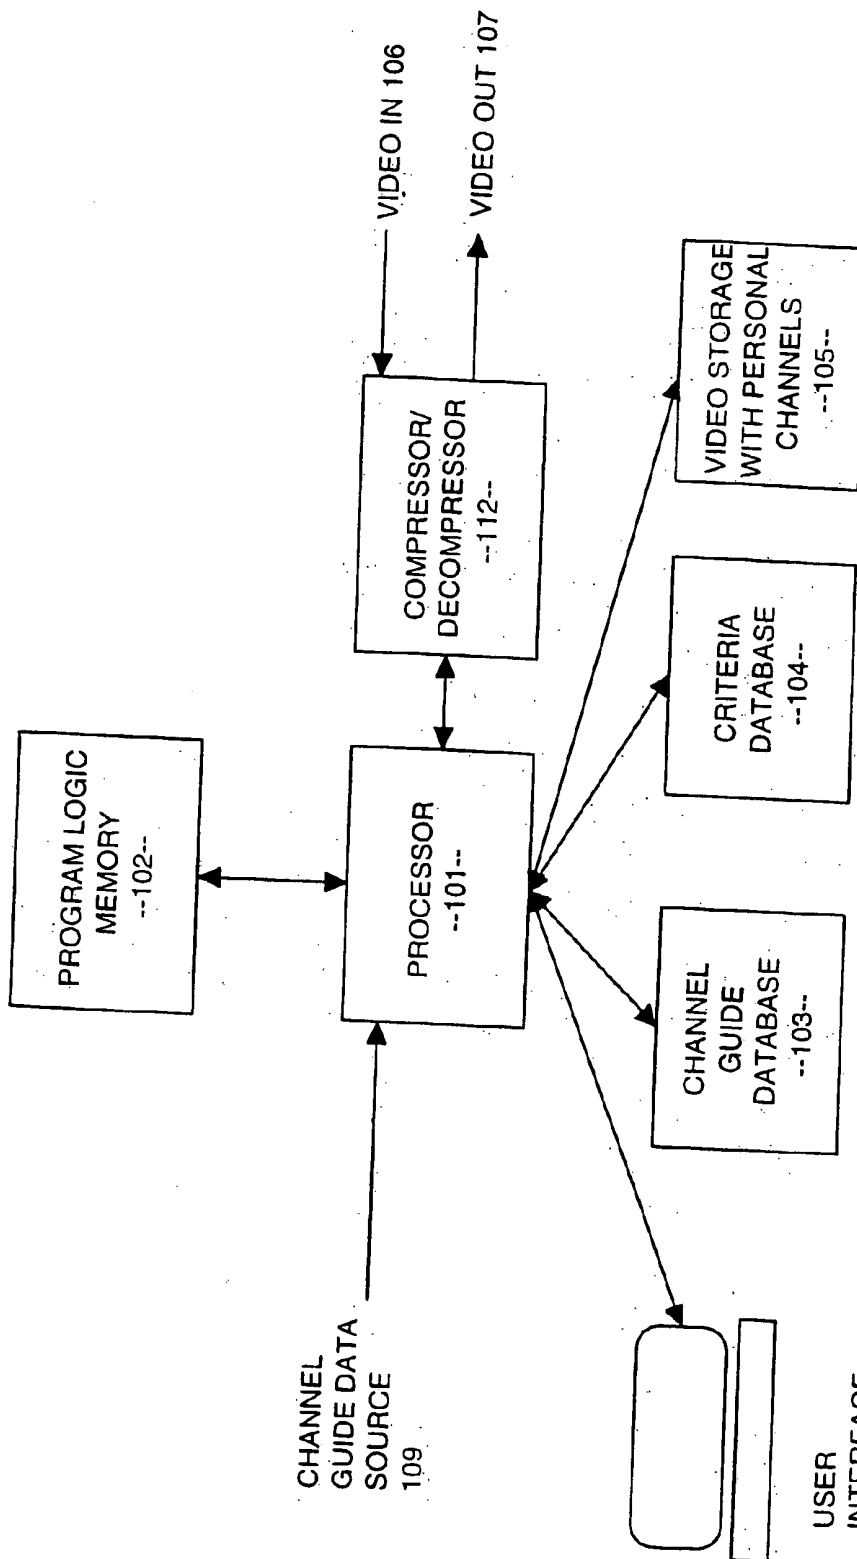 PROGRAM LOGIC
MEMORY
--102--
CHANNEL
GUIDE DATA
SOURCE
109
PROCESSOR
--101--
COMPRESSOR/
DECOMPRESSOR
--112--
VIDEO IN 106
VIDEO OUT 107
USER
INTERFACE
CHANNEL
GUIDE
DATABASE
--103--
CRITERIA
DATABASE
--104--
VIDEO STORAGE
WITH PERSONAL
CHANNELS
--105--